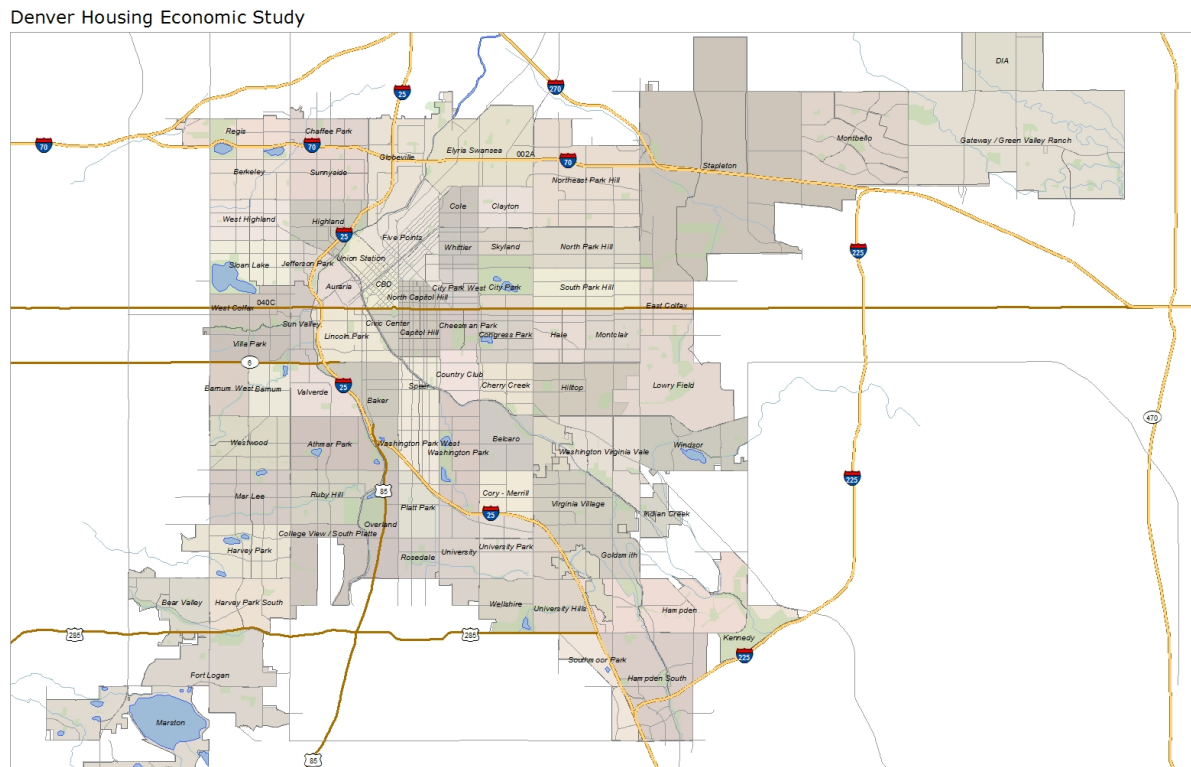 Denver Housing Economic Study
DIA
270
25
Regis
Chaffee Park
Montbello
Gateway / Green Valley Ranch
70
70
Globeville
Elyria Swansea
002A
70
Stapleton
Berkeley
Sunnyside
Northeast Park Hill
Cole
Clayton
West Highland
Highland
25
Five Points
Whittier
Skyland
North Park Hill
225
Sloan Lake
Jefferson Park
Union Station
Auraria
CBD
City Park West
City Park
South Park Hill
North Capitol Hill
West Colfax
040C
East Colfax
Sun Valley
Civic Center
Cheesman Park
Lincoln Park
Capitol Hill
Congress Park
Hale
Montclair
Villa Park
6
Country Club
Barnum West
Barnum
Valverde
25
Speer
Cherry Creek
Hilltop
Lowry Field
Baker
470
Westwood
Athmar Park
Washington Park West
Belcaro
Washington Park
Washington Virginia Vale
Windsor
225
Mar Lee
Ruby Hill
85
Cory - Merrill
Platt Park
25
Virginia Village
Indian Creek
Overland
College View / South Platte
Harvey Park
Rosedale
University
University Park
Goldsmith
Bear Valley
Harvey Park South
Wellshire
University Hills
Hampden
285
285
Kennedy
225
Southmoor Park
Fort Logan
Hampden South
Marston
85